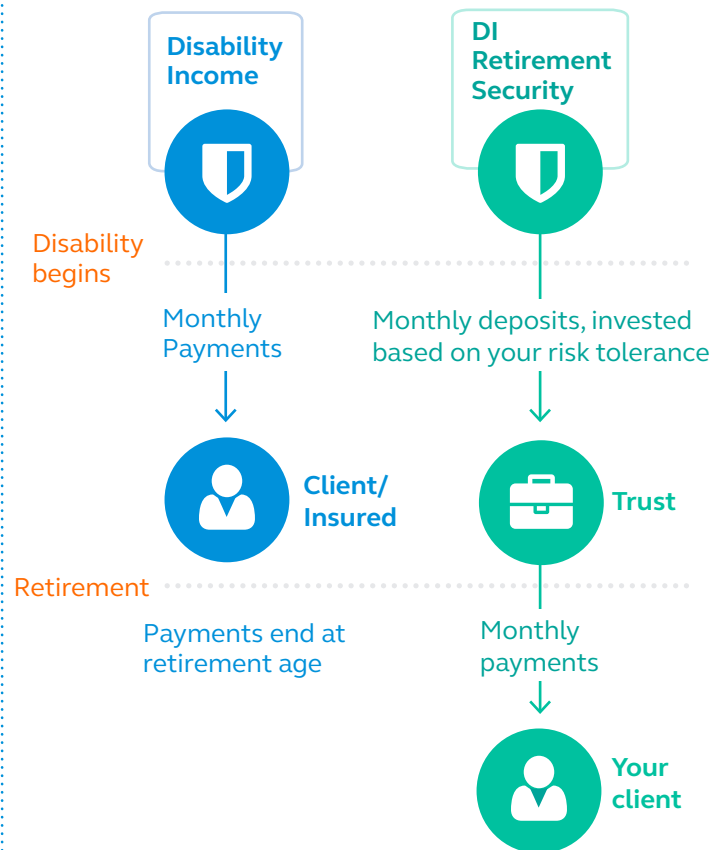 Disability
Income
DI
Retirement
Security
Disability
begins
Monthly
Payments
Monthly deposits, invested
based on your risk tolerance
Client/
Insured
Trust
Retirement
Payments end at
retirement age
Monthly
payments
Your
client